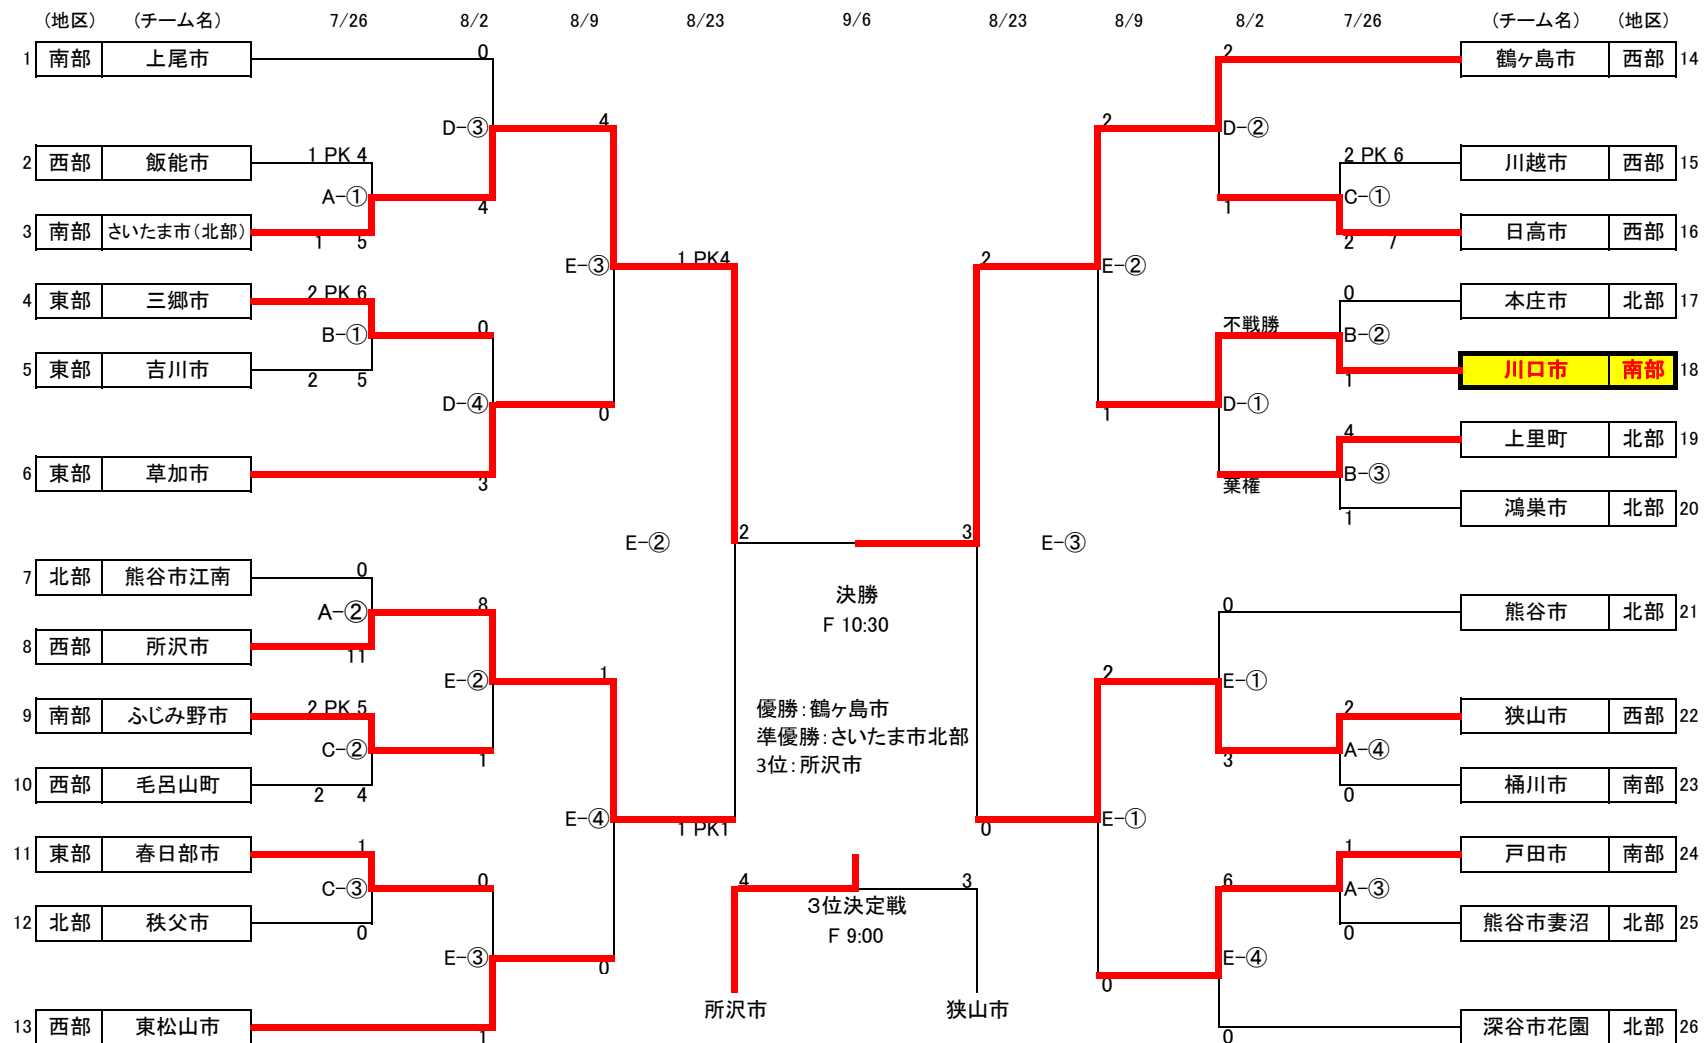 (地区) (チーム名) 7/26 8/2 8/9 8/23 9/6 8/23 8/9 8/2 7/26 (チーム名) (地区)
1 南部 上尾市 0 2 鶴ヶ島市 西部 14
D-③ 4 2 D-②
2 西部 飯能市 1 PK 4 2 PK 6 川越市 西部 15
A-① 4 1 C-①
3 南部 さいたま市(北部) 1 5 2 7 日高市 西部 16
E-③ 1 PK4 2 E-②
4 東部 三郷市 2 PK 6 0 本庄市 北部 17
B-① 0 不戦勝 B-②
5 東部 吉川市 2 5 1 川口市 南部 18
D-④ 0 1 D-①
4 上里町 北部 19
6 東部 草加市 3 棄権 B-③
1 鴻巣市 北部 20
E-② 2 3 E-③
7 北部 熊谷市江南 0
A-② 8 決勝 0 熊谷市 北部 21
F 10:30
8 西部 所沢市 11
E-② 1 2 E-①
9 南部 ふじみ野市 2 PK 5 優勝:鶴ヶ島市 2 狭山市 西部 22
準優勝:さいたま市北部
C-② 1 3 A-④
3位:所沢市
10 西部 毛呂山町 2 4 0 桶川市 南部 23
E-④ 1 PK1 0 E-①
11 東部 春日部市 1 1 戸田市 南部 24
C-③ 0 4 3 6 A-③
3位決定戦
12 北部 秩父市 0 0 熊谷市妻沼 北部 25
F 9:00
E-③ 0 0 E-④
所沢市 狭山市
13 西部 東松山市 1 0 深谷市花園 北部 26